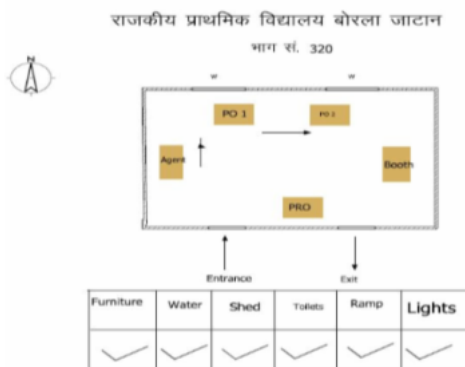 राजकीय प्राथमिक विद्यालय बोरला जाटान
भाग सं. 320
N
W W
PO 1 PO 2
Agent Booth
PRO
Entrance Exit
Furniture Water Shed Toilets Ramp Lights